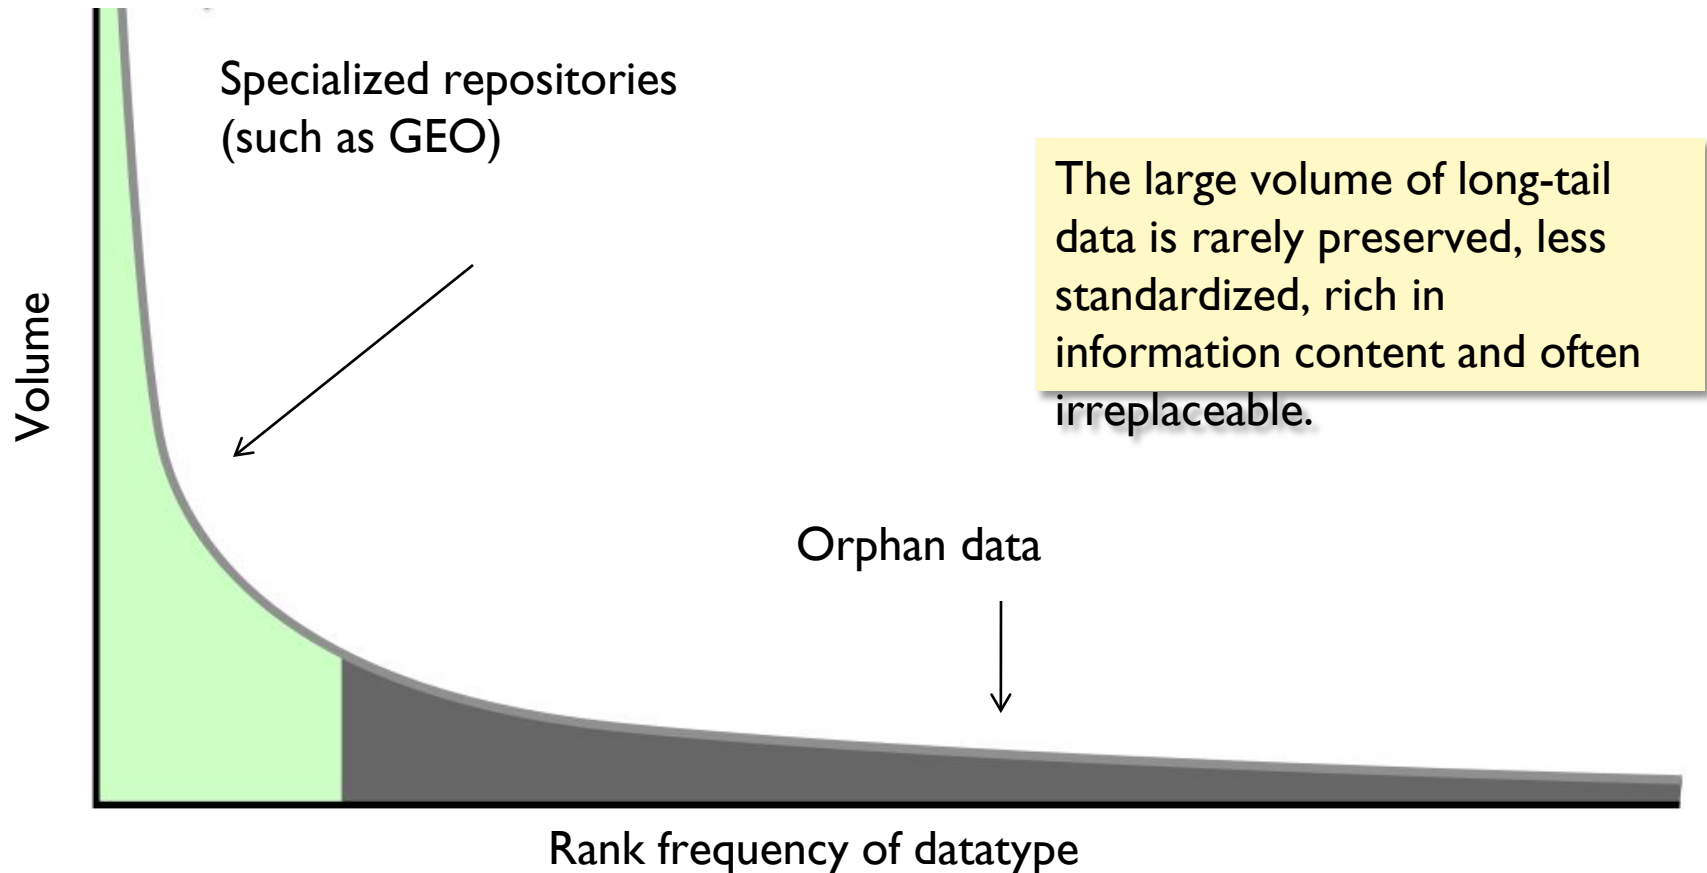 Specialized repositories
(such as GEO)
The large volume of long-tail
data is rarely preserved, less
standardized, rich in
information content and often
irreplaceable.
Volume
Orphan data
Rank frequency of datatype